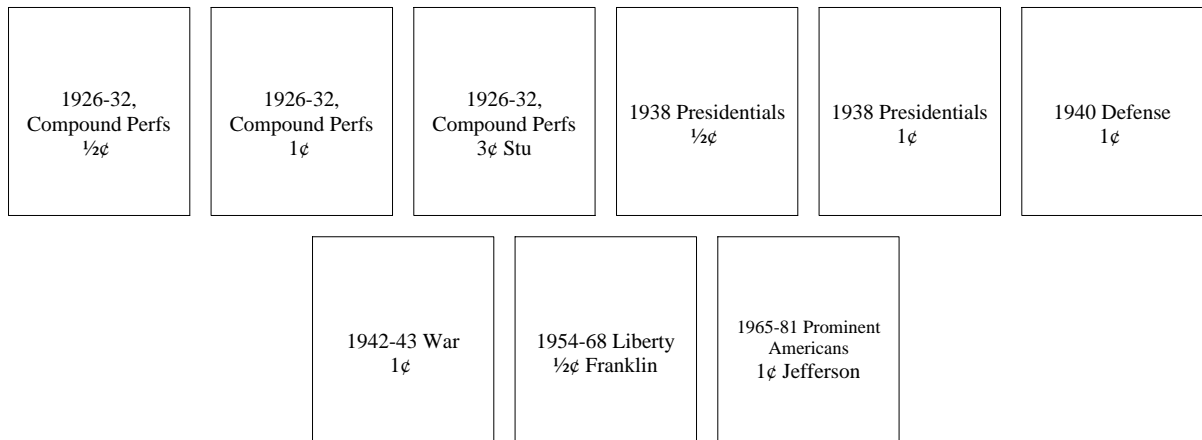 1926-32,
Compound Perfs
½¢
1926-32,
Compound Perfs
1¢
1926-32,
Compound Perfs
3¢ Stu
1938 Presidentials
½¢
1938 Presidentials
1¢
1940 Defense
1¢
1942-43 War
1¢
1954-68 Liberty
½¢ Franklin
1965-81 Prominent
Americans
1¢ Jefferson